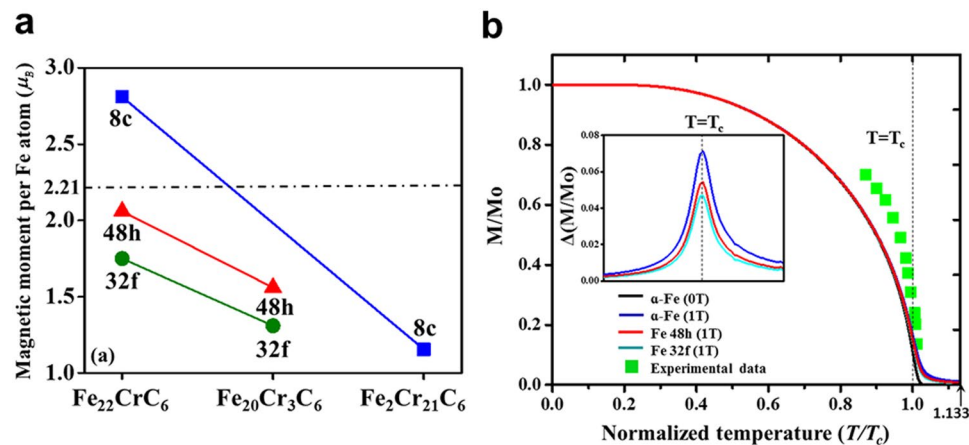 a
Magnetic moment per Fe atom (μB)
3.0
2.5
2.21
2.0
1.5
1.0
8c
48h
32f
48h
32f
8c
(a)
Fe22CrC6
Fe20Cr3C6
Fe2Cr21C6
b
M/Mo
1.0
0.8
0.6
0.4
0.2
0.0
T=Tc
T=Tc
Δ(M/Mo)
0.08
0.06
0.04
0.02
0.00
α-Fe (0T)
α-Fe (1T)
Fe 48h (1T)
Fe 32f (1T)
Experimental data
0.0 0.2 0.4 0.6 0.8 1.0
1.133
Normalized temperature (T/Tc)